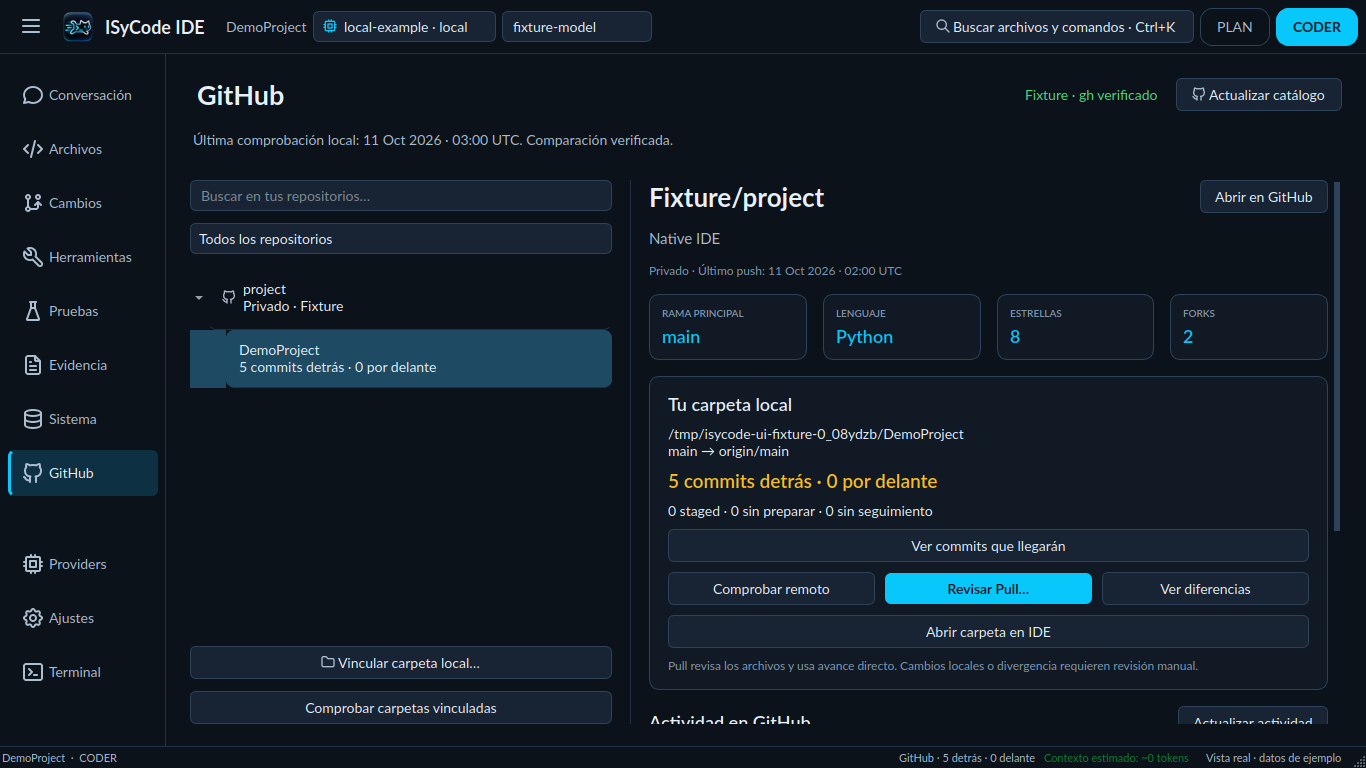 ISyCode IDE
DemoProject
local-example · local
fixture-model
Buscar archivos y comandos · Ctrl+K
PLAN
CODER
Conversación
Archivos
Cambios
Herramientas
Pruebas
Evidencia
Sistema
GitHub
Providers
Ajustes
Terminal
GitHub
Fixture · gh verificado
Actualizar catálogo
Última comprobación local: 11 Oct 2026 · 03:00 UTC. Comparación verificada.
Buscar en tus repositorios...
Todos los repositorios
project
Privado · Fixture
DemoProject
5 commits detrás · 0 por delante
Vincular carpeta local...
Comprobar carpetas vinculadas
Fixture/project
Abrir en GitHub
Native IDE
Privado · Último push: 11 Oct 2026 · 02:00 UTC
RAMA PRINCIPAL
main
LENGUAJE
Python
ESTRELLAS
8
FORKS
2
Tu carpeta local
/tmp/isycode-ui-fixture-0_08ydzb/DemoProject
main → origin/main
5 commits detrás · 0 por delante
0 staged · 0 sin preparar · 0 sin seguimiento
Ver commits que llegarán
Comprobar remoto
Revisar Pull...
Ver diferencias
Abrir carpeta en IDE
Pull revisa los archivos y usa avance directo. Cambios locales o divergencia requieren revisión manual.
Actividad en GitHub
Actualizar actividad
DemoProject · CODER
GitHub · 5 detrás · 0 delante
Contexto estimado: ~0 tokens
Vista real · datos de ejemplo